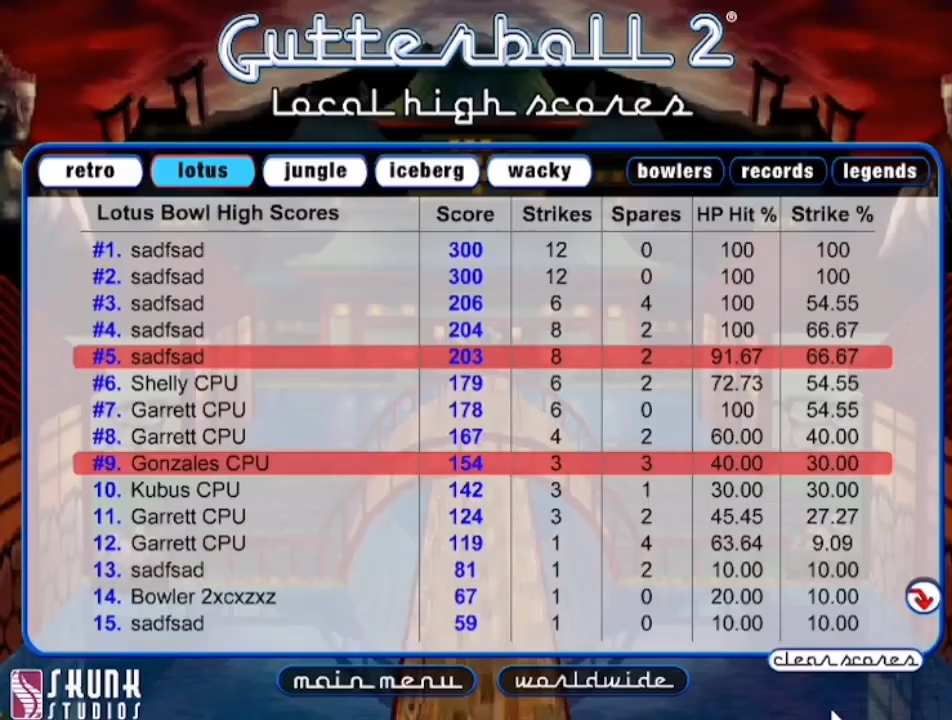 Gutterball 2®
local high scores
retro lotus jungle iceberg wacky bowlers records legends
Lotus Bowl High Scores Score Strikes Spares HP Hit % Strike %
#1. sadfsad 300 12 0 100 100
#2. sadfsad 300 12 0 100 100
#3. sadfsad 206 6 4 100 54.55
#4. sadfsad 204 8 2 100 66.67
#5. sadfsad 203 8 2 91.67 66.67
#6. Shelly CPU 179 6 2 72.73 54.55
#7. Garrett CPU 178 6 0 100 54.55
#8. Garrett CPU 167 4 2 60.00 40.00
#9. Gonzales CPU 154 3 3 40.00 30.00
10. Kubus CPU 142 3 1 30.00 30.00
11. Garrett CPU 124 3 2 45.45 27.27
12. Garrett CPU 119 1 4 63.64 9.09
13. sadfsad 81 1 2 10.00 10.00
14. Bowler 2xcxzxz 67 1 0 20.00 10.00
15. sadfsad 59 1 0 10.00 10.00
clear scores
main menu worldwide
SKUNK
STUDIOS